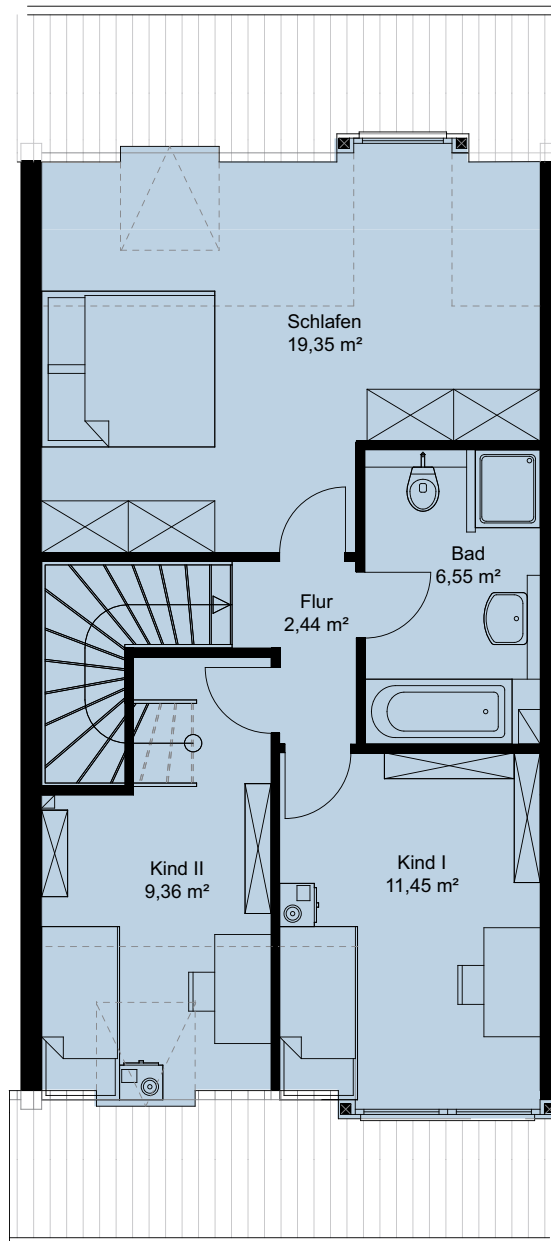 Schlafen
19,35 m²
Bad
6,55 m²
Flur
2,44 m²
Kind II
9,36 m²
Kind I
11,45 m²